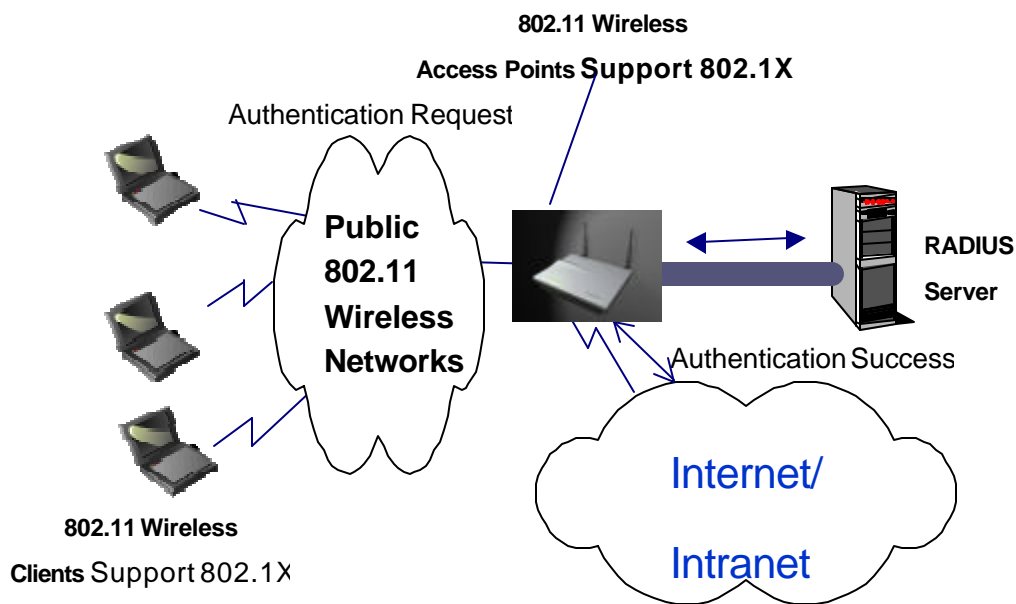 802.11 Wireless
Access Points Support 802.1X
Authentication Request
Public
802.11
Wireless
Networks
RADIUS
Server
Authentication Success
Internet/
Intranet
802.11 Wireless
Clients Support 802.1X